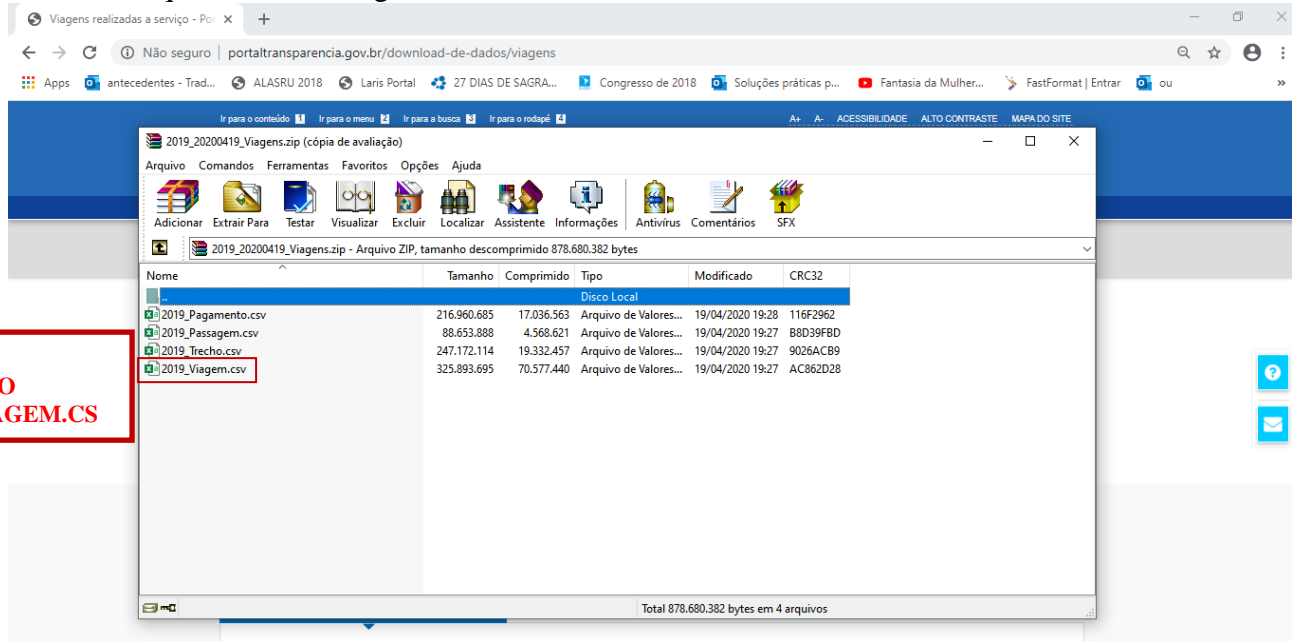 Viagens realizadas a serviço - Po
Não seguro | portaltransparencia.gov.br/download-de-dados/viagens
Apps antecedentes - Trad... ALASRU 2018 Laris Portal 27 DIAS DE SAGRA... Congresso de 2018 Soluções práticas p... Fantasia da Mulher... FastFormat | Entrar ou »
Ir para o conteúdo 1 Ir para o menu 2 Ir para a busca 3 Ir para o rodapé 4 A+ A- ACESSIBILIDADE ALTO CONTRASTE MAPA DO SITE
2019_20200419_Viagens.zip (cópia de avaliação)
Arquivo Comandos Ferramentas Favoritos Opções Ajuda
Adicionar Extrair Para Testar Visualizar Excluir Localizar Assistente Informações Antivírus Comentários SFX
2019_20200419_Viagens.zip - Arquivo ZIP, tamanho descomprimido 878.680.382 bytes
Nome Tamanho Comprimido Tipo Modificado CRC32
.. Disco Local
2019_Pagamento.csv 216.960.685 17.036.563 Arquivo de Valores... 19/04/2020 19:28 116F2962
2019_Passagem.csv 88.653.888 4.568.621 Arquivo de Valores... 19/04/2020 19:27 B8D39FBD
2019_Trecho.csv 247.172.114 19.332.457 Arquivo de Valores... 19/04/2020 19:27 9026ACB9
2019_Viagem.csv 325.893.695 70.577.440 Arquivo de Valores... 19/04/2020 19:27 AC862D28
O
AGEM.CS
Total 878.680.382 bytes em 4 arquivos